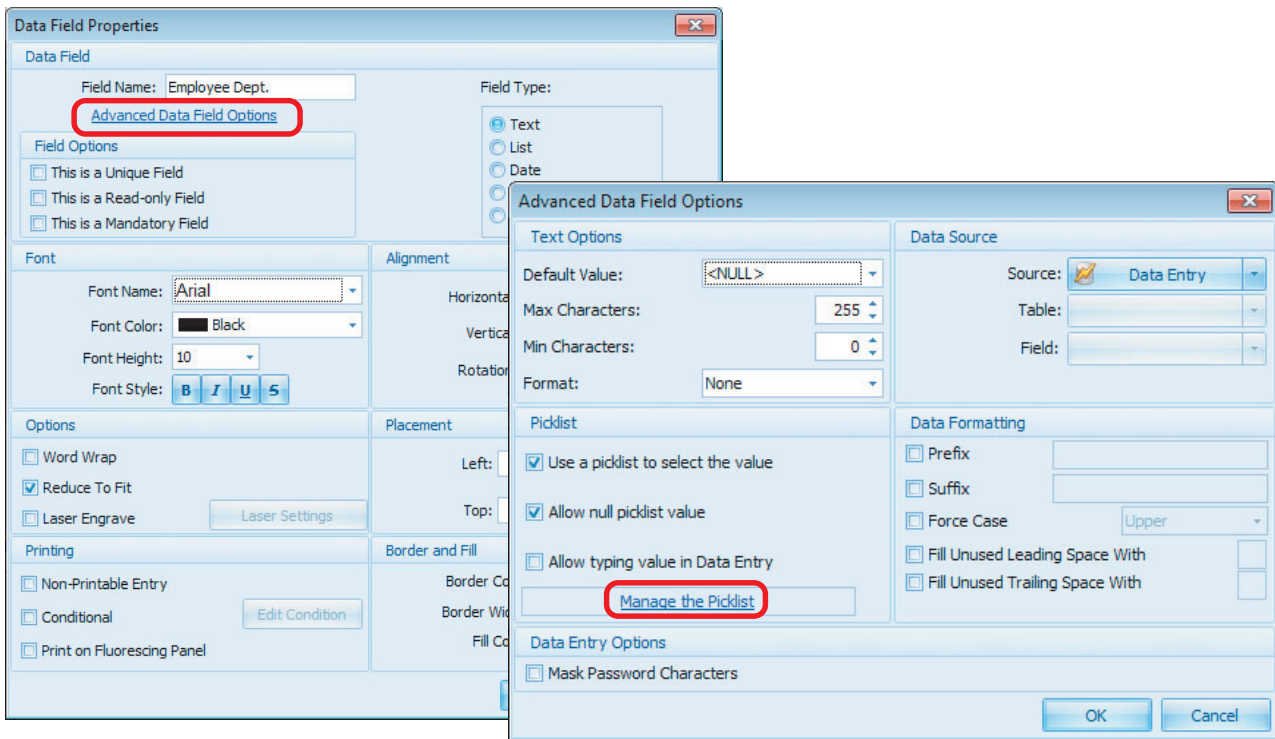 Data Field Properties
Data Field
Field Name: Employee Dept.
Advanced Data Field Options
Field Options
This is a Unique Field
This is a Read-only Field
This is a Mandatory Field
Field Type:
Text
List
Date
Font
Font Name: Arial
Font Color: Black
Font Height: 10
Font Style: B I U S
Alignment
Options
Word Wrap
Reduce To Fit
Laser Engrave Laser Settings
Placement
Left:
Top:
Printing
Non-Printable Entry
Conditional Edit Condition
Print on Fluorescing Panel
Border and Fill
Border
Border
Fill
Advanced Data Field Options
Text Options
Default Value: <NULL>
Max Characters: 255
Min Characters: 0
Format: None
Data Source
Source: Data Entry
Table:
Field:
Picklist
Use a picklist to select the value
Allow null picklist value
Allow typing value in Data Entry
Manage the Picklist
Data Formatting
Prefix
Suffix
Force Case Upper
Fill Unused Leading Space With
Fill Unused Trailing Space With
Data Entry Options
Mask Password Characters
OK Cancel